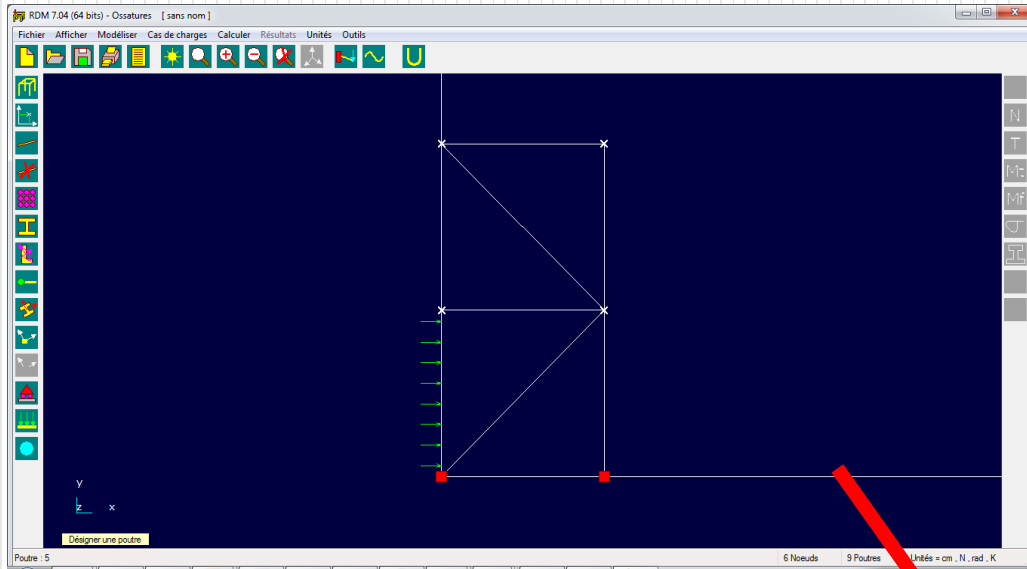 RDM 7.04 (64 bits) - Ossatures [ sans nom ]
Fichier Afficher Modéliser Cas de charges Calculer Résultats Unités Outils
N
T
Mt
Mf
σ
y
z x
Désigner une poutre
Poutre : 5 6 Noeuds 9 Poutres Unités = cm , N , rad , K